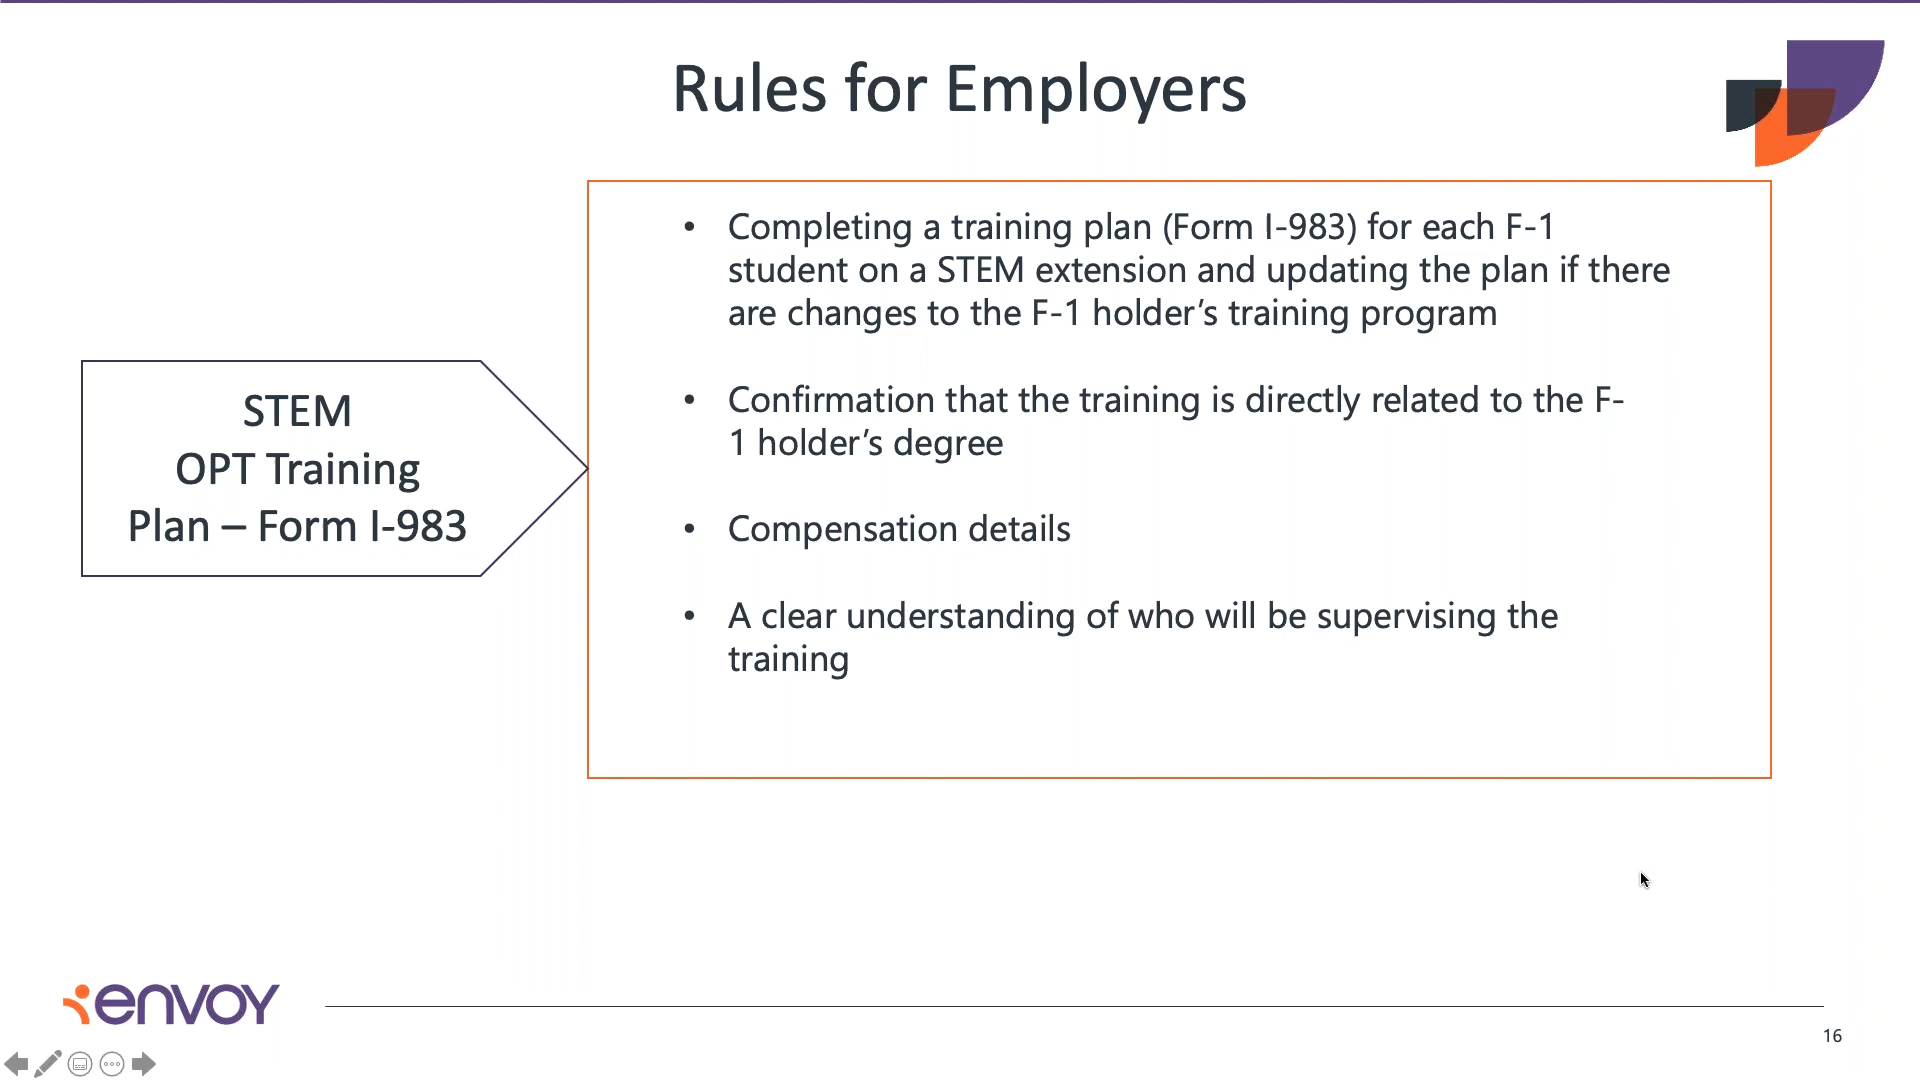 Rules for Employers
STEM
OPT Training
Plan – Form I-983
• Completing a training plan (Form I-983) for each F-1
student on a STEM extension and updating the plan if there
are changes to the F-1 holder’s training program
• Confirmation that the training is directly related to the F-
1 holder’s degree
• Compensation details
• A clear understanding of who will be supervising the
training
envoy
16